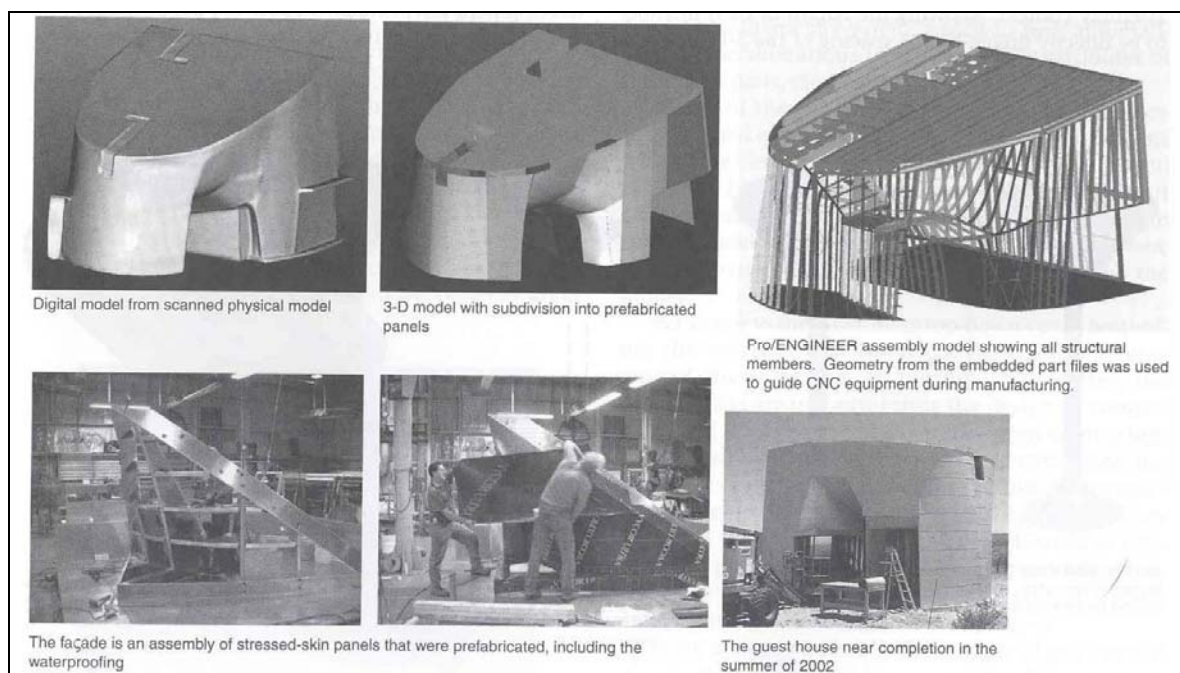 Digital model from scanned physical model
3-D model with subdivision into prefabricated
panels
Pro/ENGINEER assembly model showing all structural
members. Geometry from the embedded part files was used
to guide CNC equipment during manufacturing.
The façade is an assembly of stressed-skin panels that were prefabricated, including the
waterproofing
The guest house near completion in the
summer of 2002